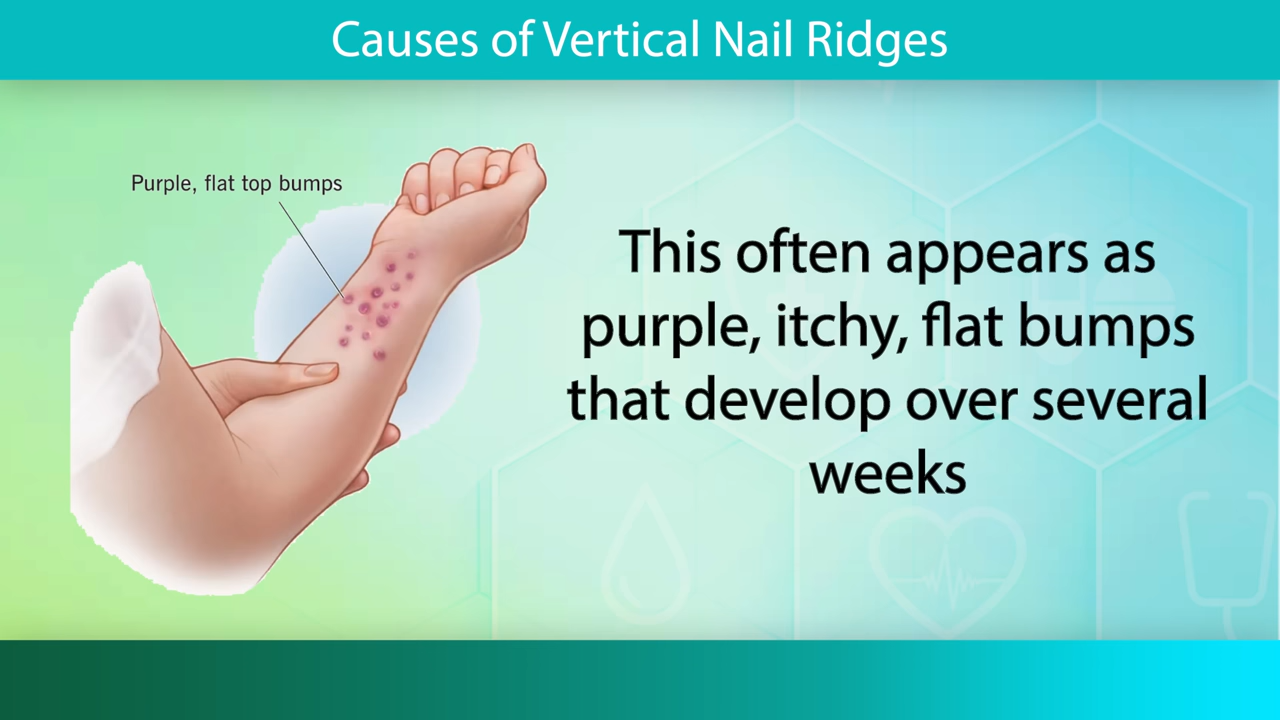 Causes of Vertical Nail Ridges
Purple, flat top bumps
This often appears as
purple, itchy, flat bumps
that develop over several
weeks